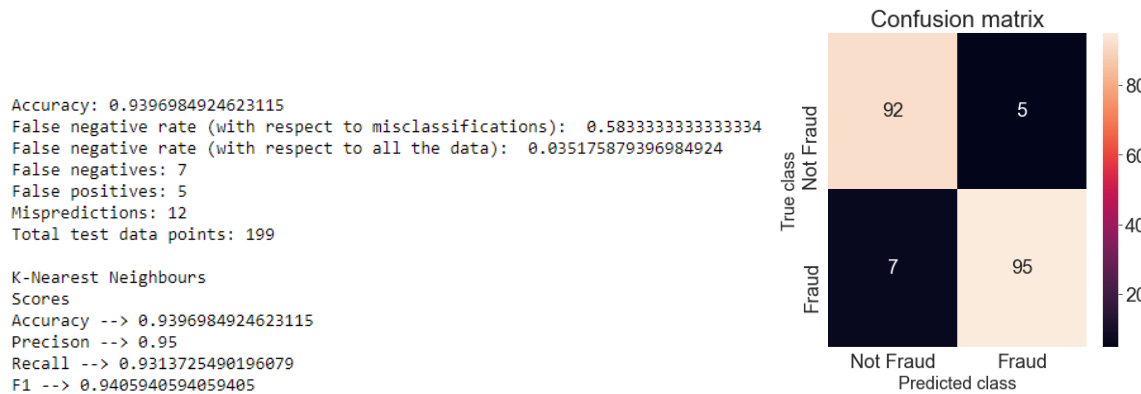 Accuracy: 0.9396984924623115
False negative rate (with respect to misclassifications):  0.5833333333333334
False negative rate (with respect to all the data):  0.035175879396984924
False negatives: 7
False positives: 5
Mispredictions: 12
Total test data points: 199
K-Nearest Neighbours
Scores
Accuracy --> 0.9396984924623115
Precison --> 0.95
Recall --> 0.9313725490196079
F1 --> 0.9405940594059405
Confusion matrix
True class
Not Fraud
Fraud
92
5
7
95
Not Fraud
Fraud
Predicted class
80
60
40
20